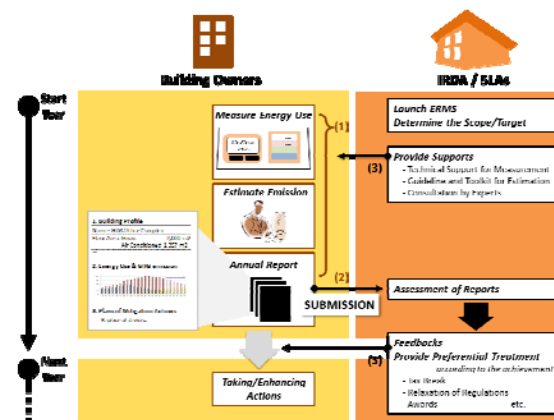 Building Owners
IRDA / SLAs
Start
Year
Measure Energy Use
(1)
Launch ERMS
Determine the Scope/Target
Provide Supports
(3)
- Technical Support for Measurement
- Guideline and Toolkit for Estimation
- Consultation by Experts
Estimate Emission
1. Building Profile
Air Conditioned
2. Energy Use & GHG emission
Annual Report
(2)
SUBMISSION
Assessment of Reports
Next
Year
Taking/Enhancing
Actions
Feedbacks
(3)
Provide Preferential Treatment
according to the achievement
- Tax Break
- Relaxation of Regulations
Awards etc.